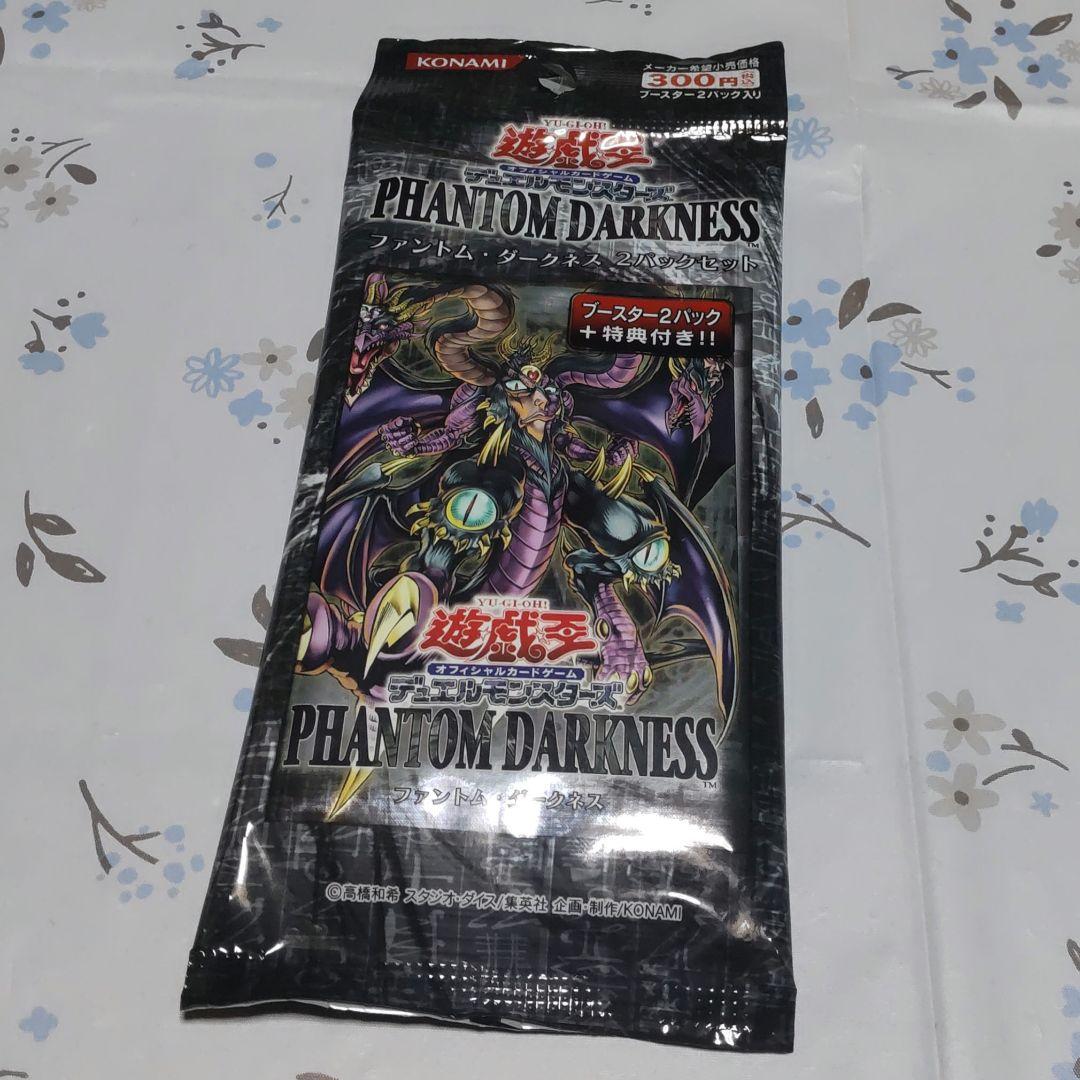 KONAMI
メーカー希望小売価格
300円 税込
ブースター2パック入り
YU-GI-OH!
遊戯王
オフィシャルカードゲーム
デュエルモンスターズ
PHANTOM DARKNESS™
ファントム・ダークネス 2パックセット
ブースター2パック
+特典付き!!
YU-GI-OH!
遊戯王
オフィシャルカードゲーム
デュエルモンスターズ
PHANTOM DARKNESS™
ファントム・ダークネス
©高橋和希 スタジオ・ダイス/集英社 企画・制作/KONAMI